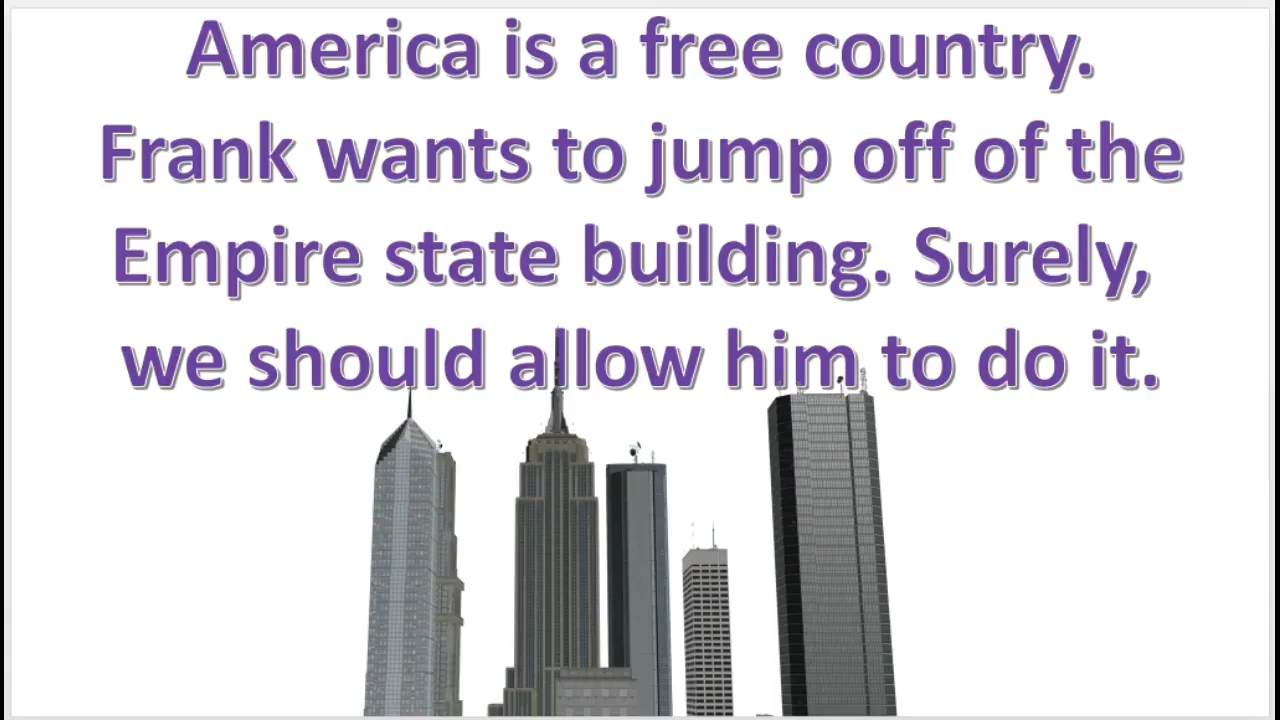 America is a free country.
Frank wants to jump off of the
Empire state building. Surely,
we should allow him to do it.